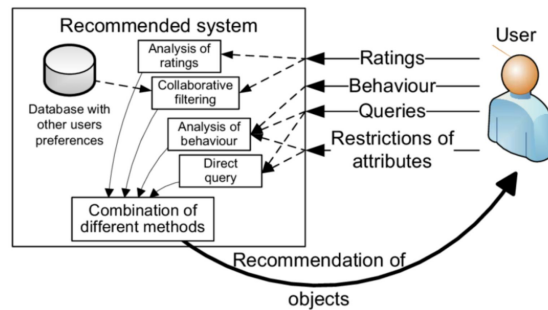 Recommended system
User
Analysis of
ratings
Ratings
Collaborative
filtering
Behaviour
Database with
other users
preferences
Queries
Analysis of
behaviour
Restrictions of
attributes
Direct
query
Combination of
different methods
Recommendation of
objects